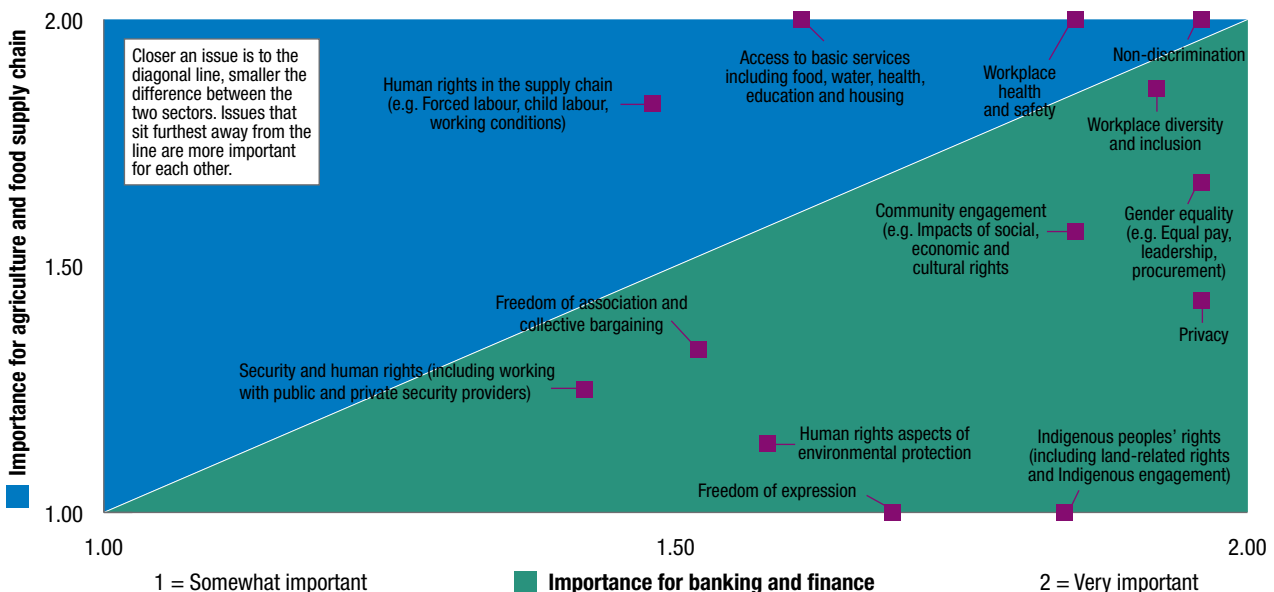 2.00
Importance for agriculture and food supply chain
Closer an issue is to the
diagonal line, smaller the
difference between the
two sectors. Issues that
sit furthest away from the
line are more important
for each other.
Human rights in the supply chain
(e.g. Forced labour, child labour,
working conditions)
Access to basic services
including food, water, health,
education and housing
Workplace
health
and safety
Non-discrimination
Workplace diversity
and inclusion
Community engagement
(e.g. Impacts of social,
economic and
cultural rights
Gender equality
(e.g. Equal pay,
leadership,
procurement)
1.50
Privacy
Freedom of association and
collective bargaining
Security and human rights (including working
with public and private security providers)
Human rights aspects of
environmental protection
Indigenous peoples’ rights
(including land-related rights
and Indigenous engagement)
Freedom of expression
1.00
1.00
1.50
2.00
1 = Somewhat important
Importance for banking and finance
2 = Very important